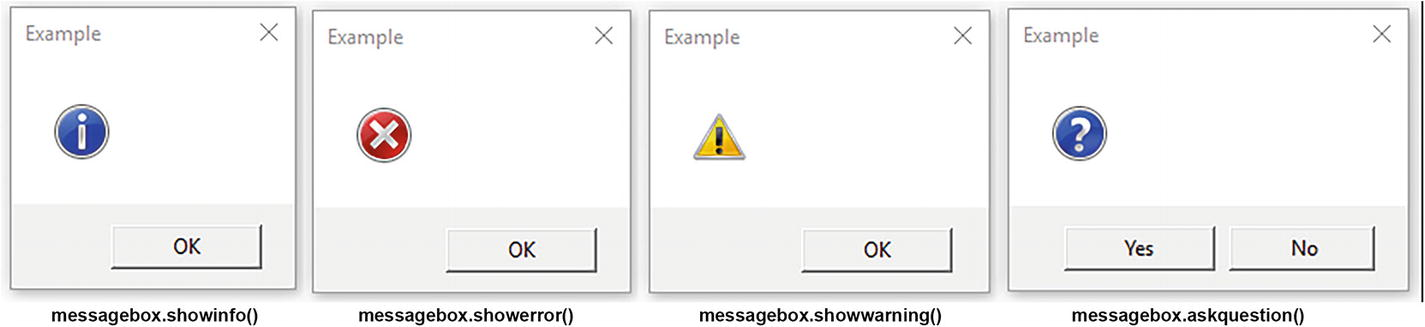 Example
OK
messagebox.showinfo()
Example
OK
messagebox.showerror()
Example
OK
messagebox.showwarning()
Example
Yes No
messagebox.askquestion()